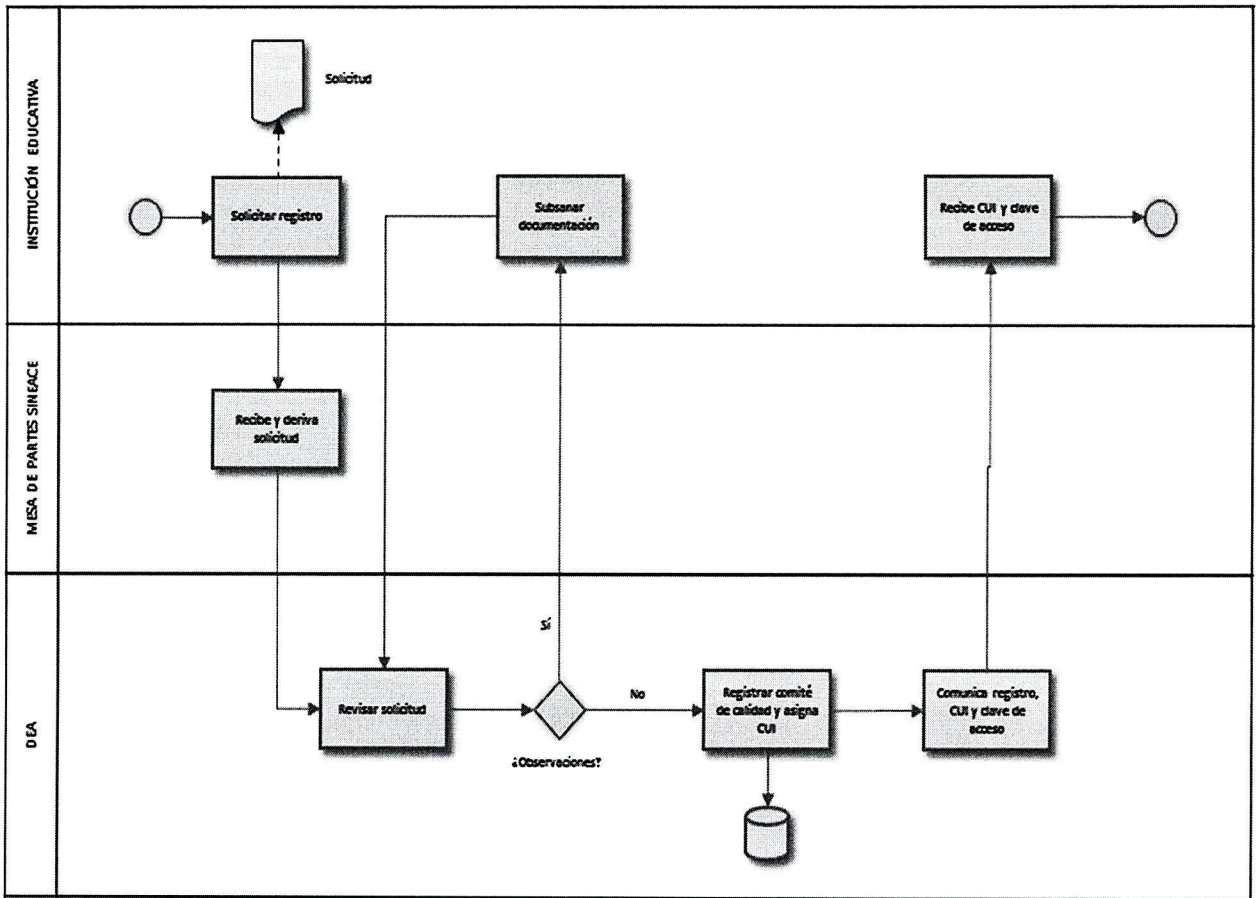 INSTITUCIÓN EDUCATIVA
Solicitud
Solicitar registro
Subsanar
documentación
Recibe CUI y clave
de acceso
MESA DE PARTES SINEACE
Recibe y deriva
solicitud
DEA
Revisar solicitud
Sí
¿Observaciones?
No
Registrar comité
de calidad y asigna
CUI
Comunica registro,
CUI y clave de
acceso